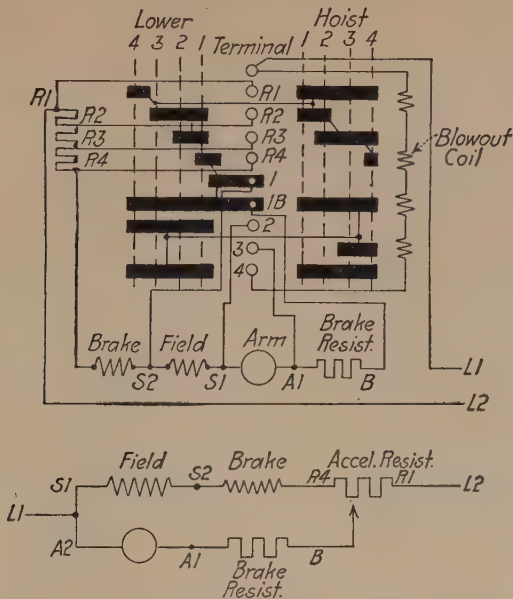 Lower Hoist
4 3 2 1 Terminal 1 2 3 4
R1 R1
R2 R2
R3 R3
R4 R4
Blowout Coil
1
1B
2
3
4
Brake Field Arm Brake Resist.
S2 S1 A1 B
L1
L2
Field Brake Accel. Resist.
S1 S2 R4 R1 L2
L1
A2 A1 B
Brake Resist.